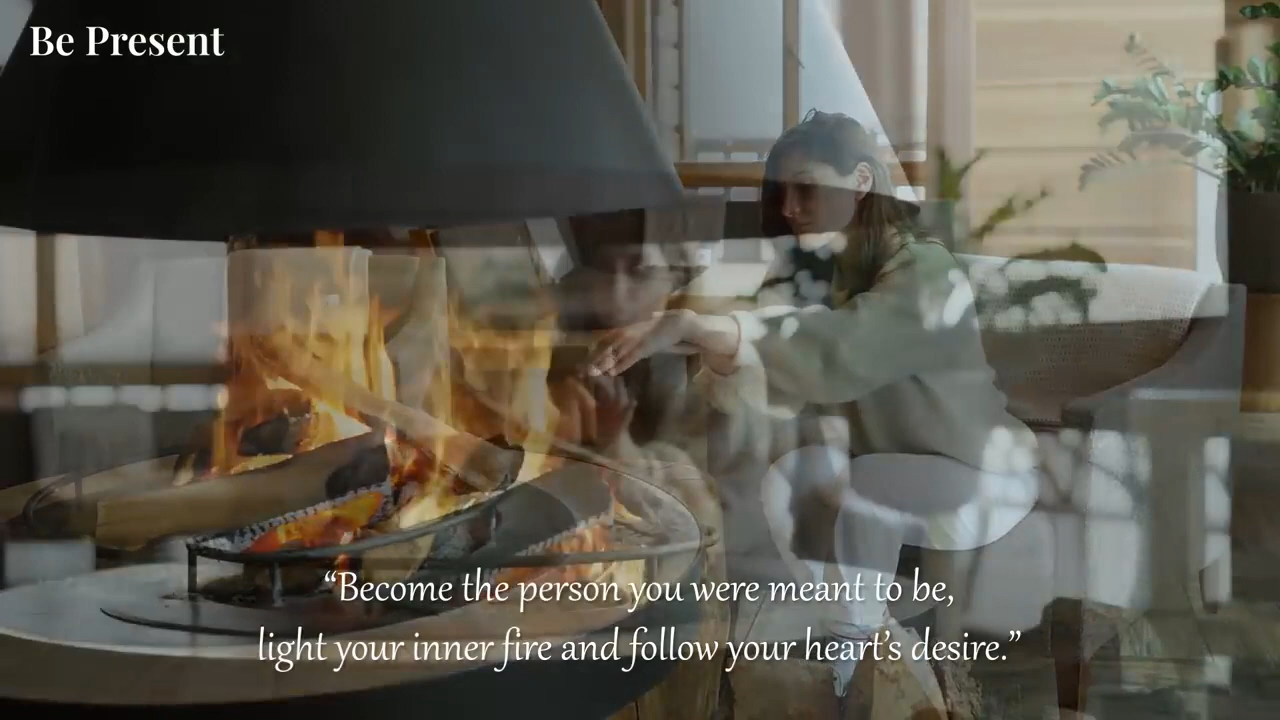 Be Present
“Become the person you were meant to be,
light your inner fire and follow your heart’s desire.”